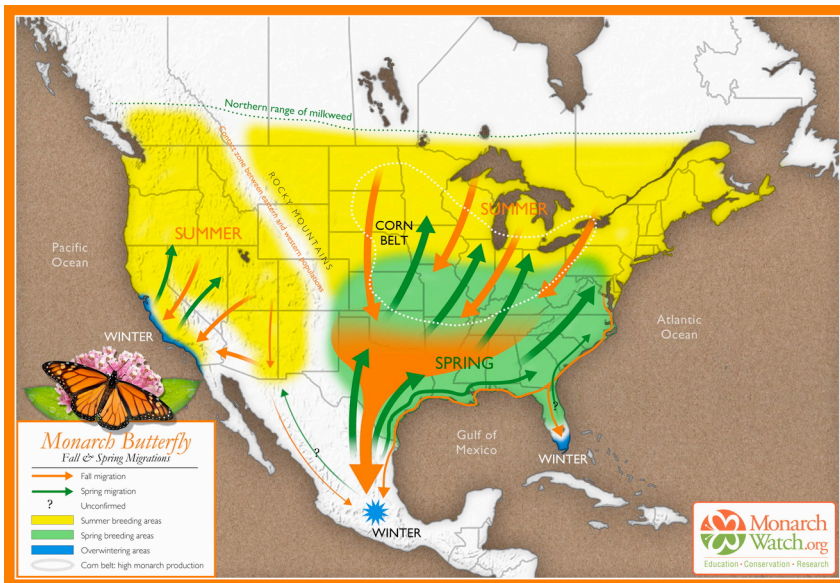 Northern range of milkweed
Contact zone between eastern and western populations
ROCKY MOUNTAINS
SUMMER
SUMMER
CORN
BELT
Pacific
Ocean
WINTER
Atlantic
Ocean
SPRING
?
?
Gulf of
Mexico
WINTER
WINTER
Monarch Butterfly
Fall & Spring Migrations
Fall migration
Spring migration
? Unconfirmed
Summer breeding areas
Spring breeding areas
Overwintering areas
Corn belt: high monarch production
Monarch
Watch.org
Education • Conservation • Research